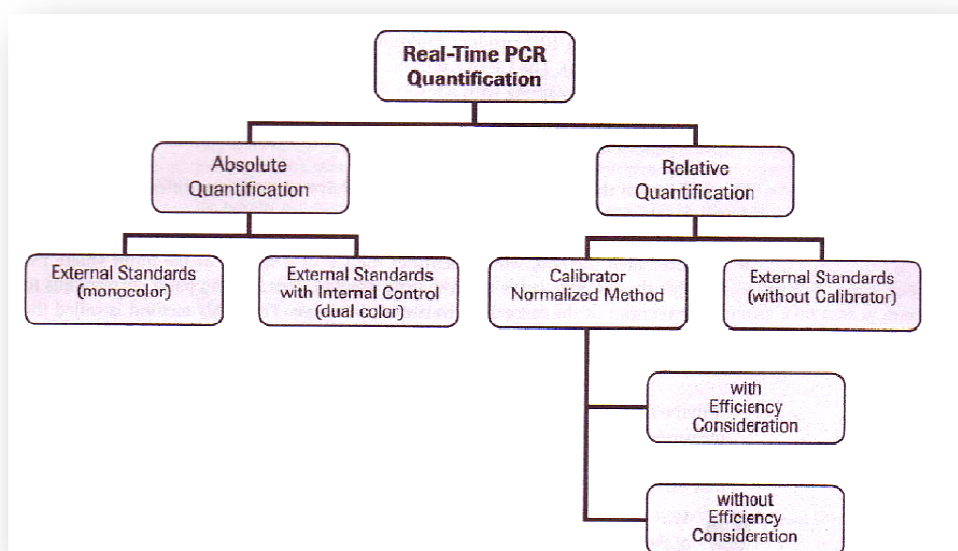 Real-Time PCR
Quantification
Absolute
Quantification
Relative
Quantification
External Standards
(monocolor)
External Standards
with Internal Control
(dual color)
Calibrator
Normalized Method
External Standards
(without Calibrator)
with
Efficiency
Consideration
without
Efficiency
Consideration